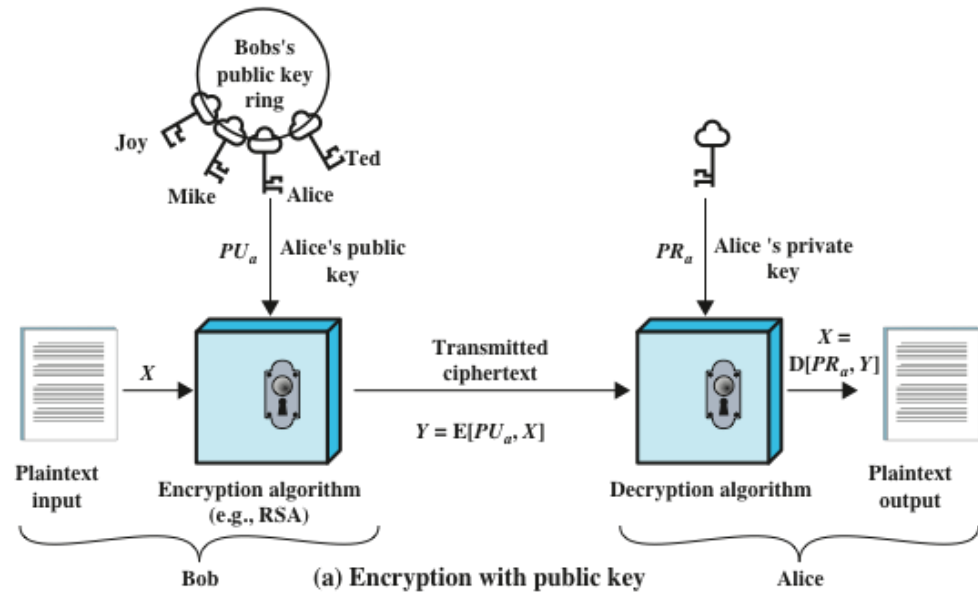 Bobs's
public key
ring
Joy
Mike
Alice
Ted
PUₐ
Alice's public
key
PRₐ
Alice 's private
key
X
Transmitted
ciphertext
Y = E[PUₐ, X]
X =
D[PRₐ, Y]
Plaintext
input
Encryption algorithm
(e.g., RSA)
Decryption algorithm
Plaintext
output
Bob
(a) Encryption with public key
Alice